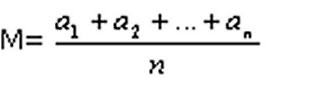 M= (a₁ + a₂ + ... + aₙ) / n